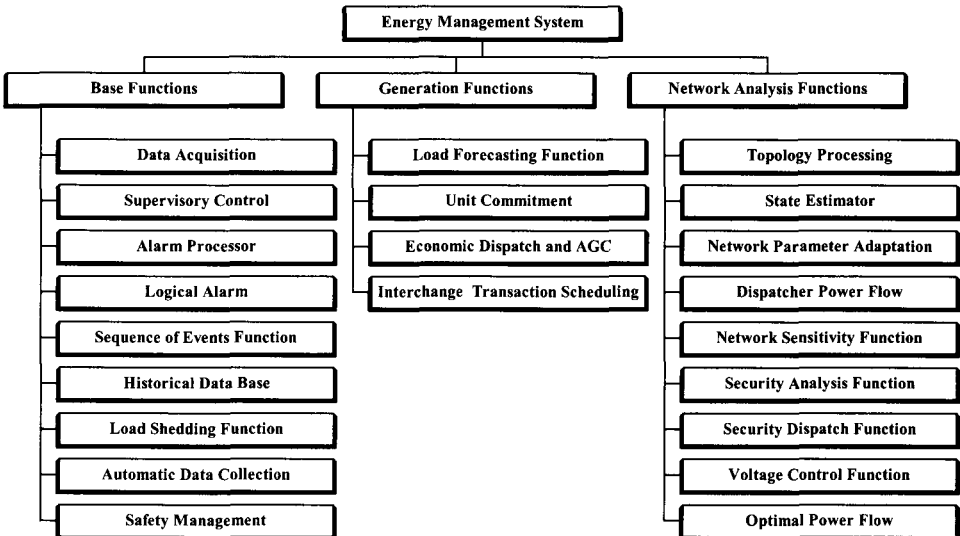 Energy Management System
Base Functions
Generation Functions
Network Analysis Functions
Data Acquisition
Supervisory Control
Alarm Processor
Logical Alarm
Sequence of Events Function
Historical Data Base
Load Shedding Function
Automatic Data Collection
Safety Management
Load Forecasting Function
Unit Commitment
Economic Dispatch and AGC
Interchange Transaction Scheduling
Topology Processing
State Estimator
Network Parameter Adaptation
Dispatcher Power Flow
Network Sensitivity Function
Security Analysis Function
Security Dispatch Function
Voltage Control Function
Optimal Power Flow